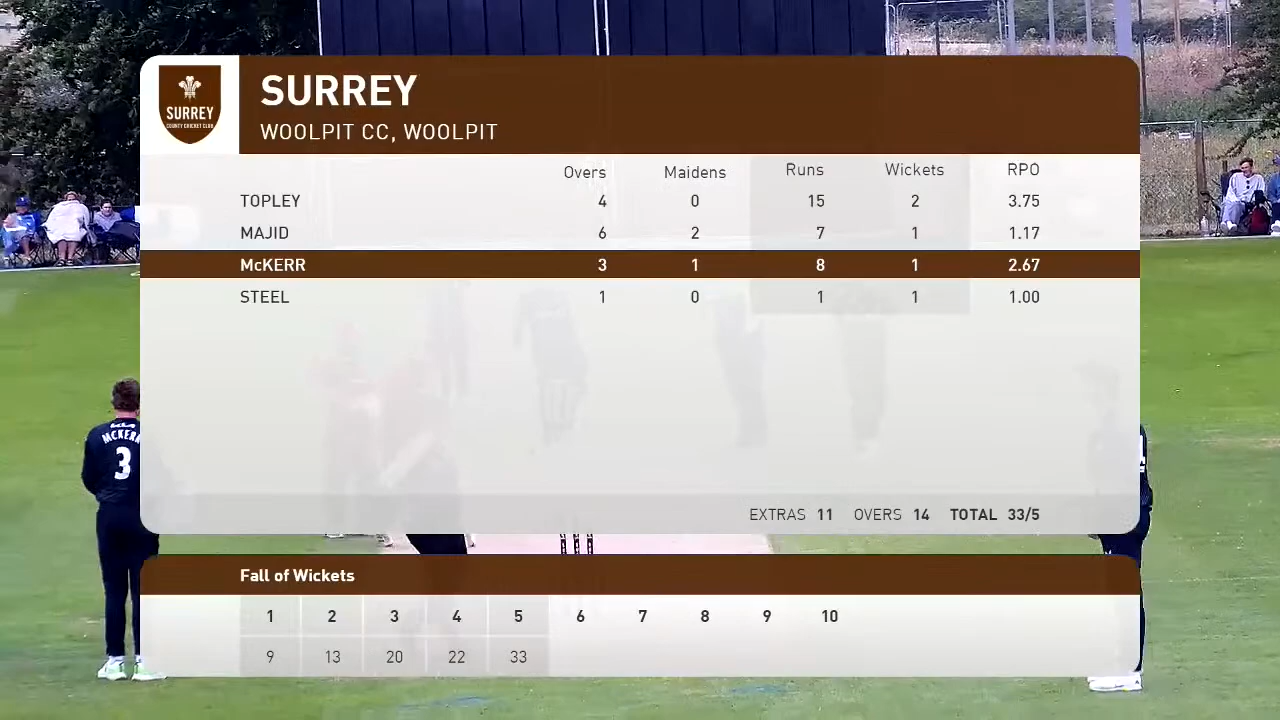 SURREY
COUNTY CRICKET CLUB
SURREY
WOOLPIT CC, WOOLPIT
Overs Maidens Runs Wickets RPO
TOPLEY 4 0 15 2 3.75
MAJID 6 2 7 1 1.17
McKERR 3 1 8 1 2.67
STEEL 1 0 1 1 1.00
MCKERR
3
EXTRAS 11 OVERS 14 TOTAL 33/5
Fall of Wickets
1 2 3 4 5 6 7 8 9 10
9 13 20 22 33